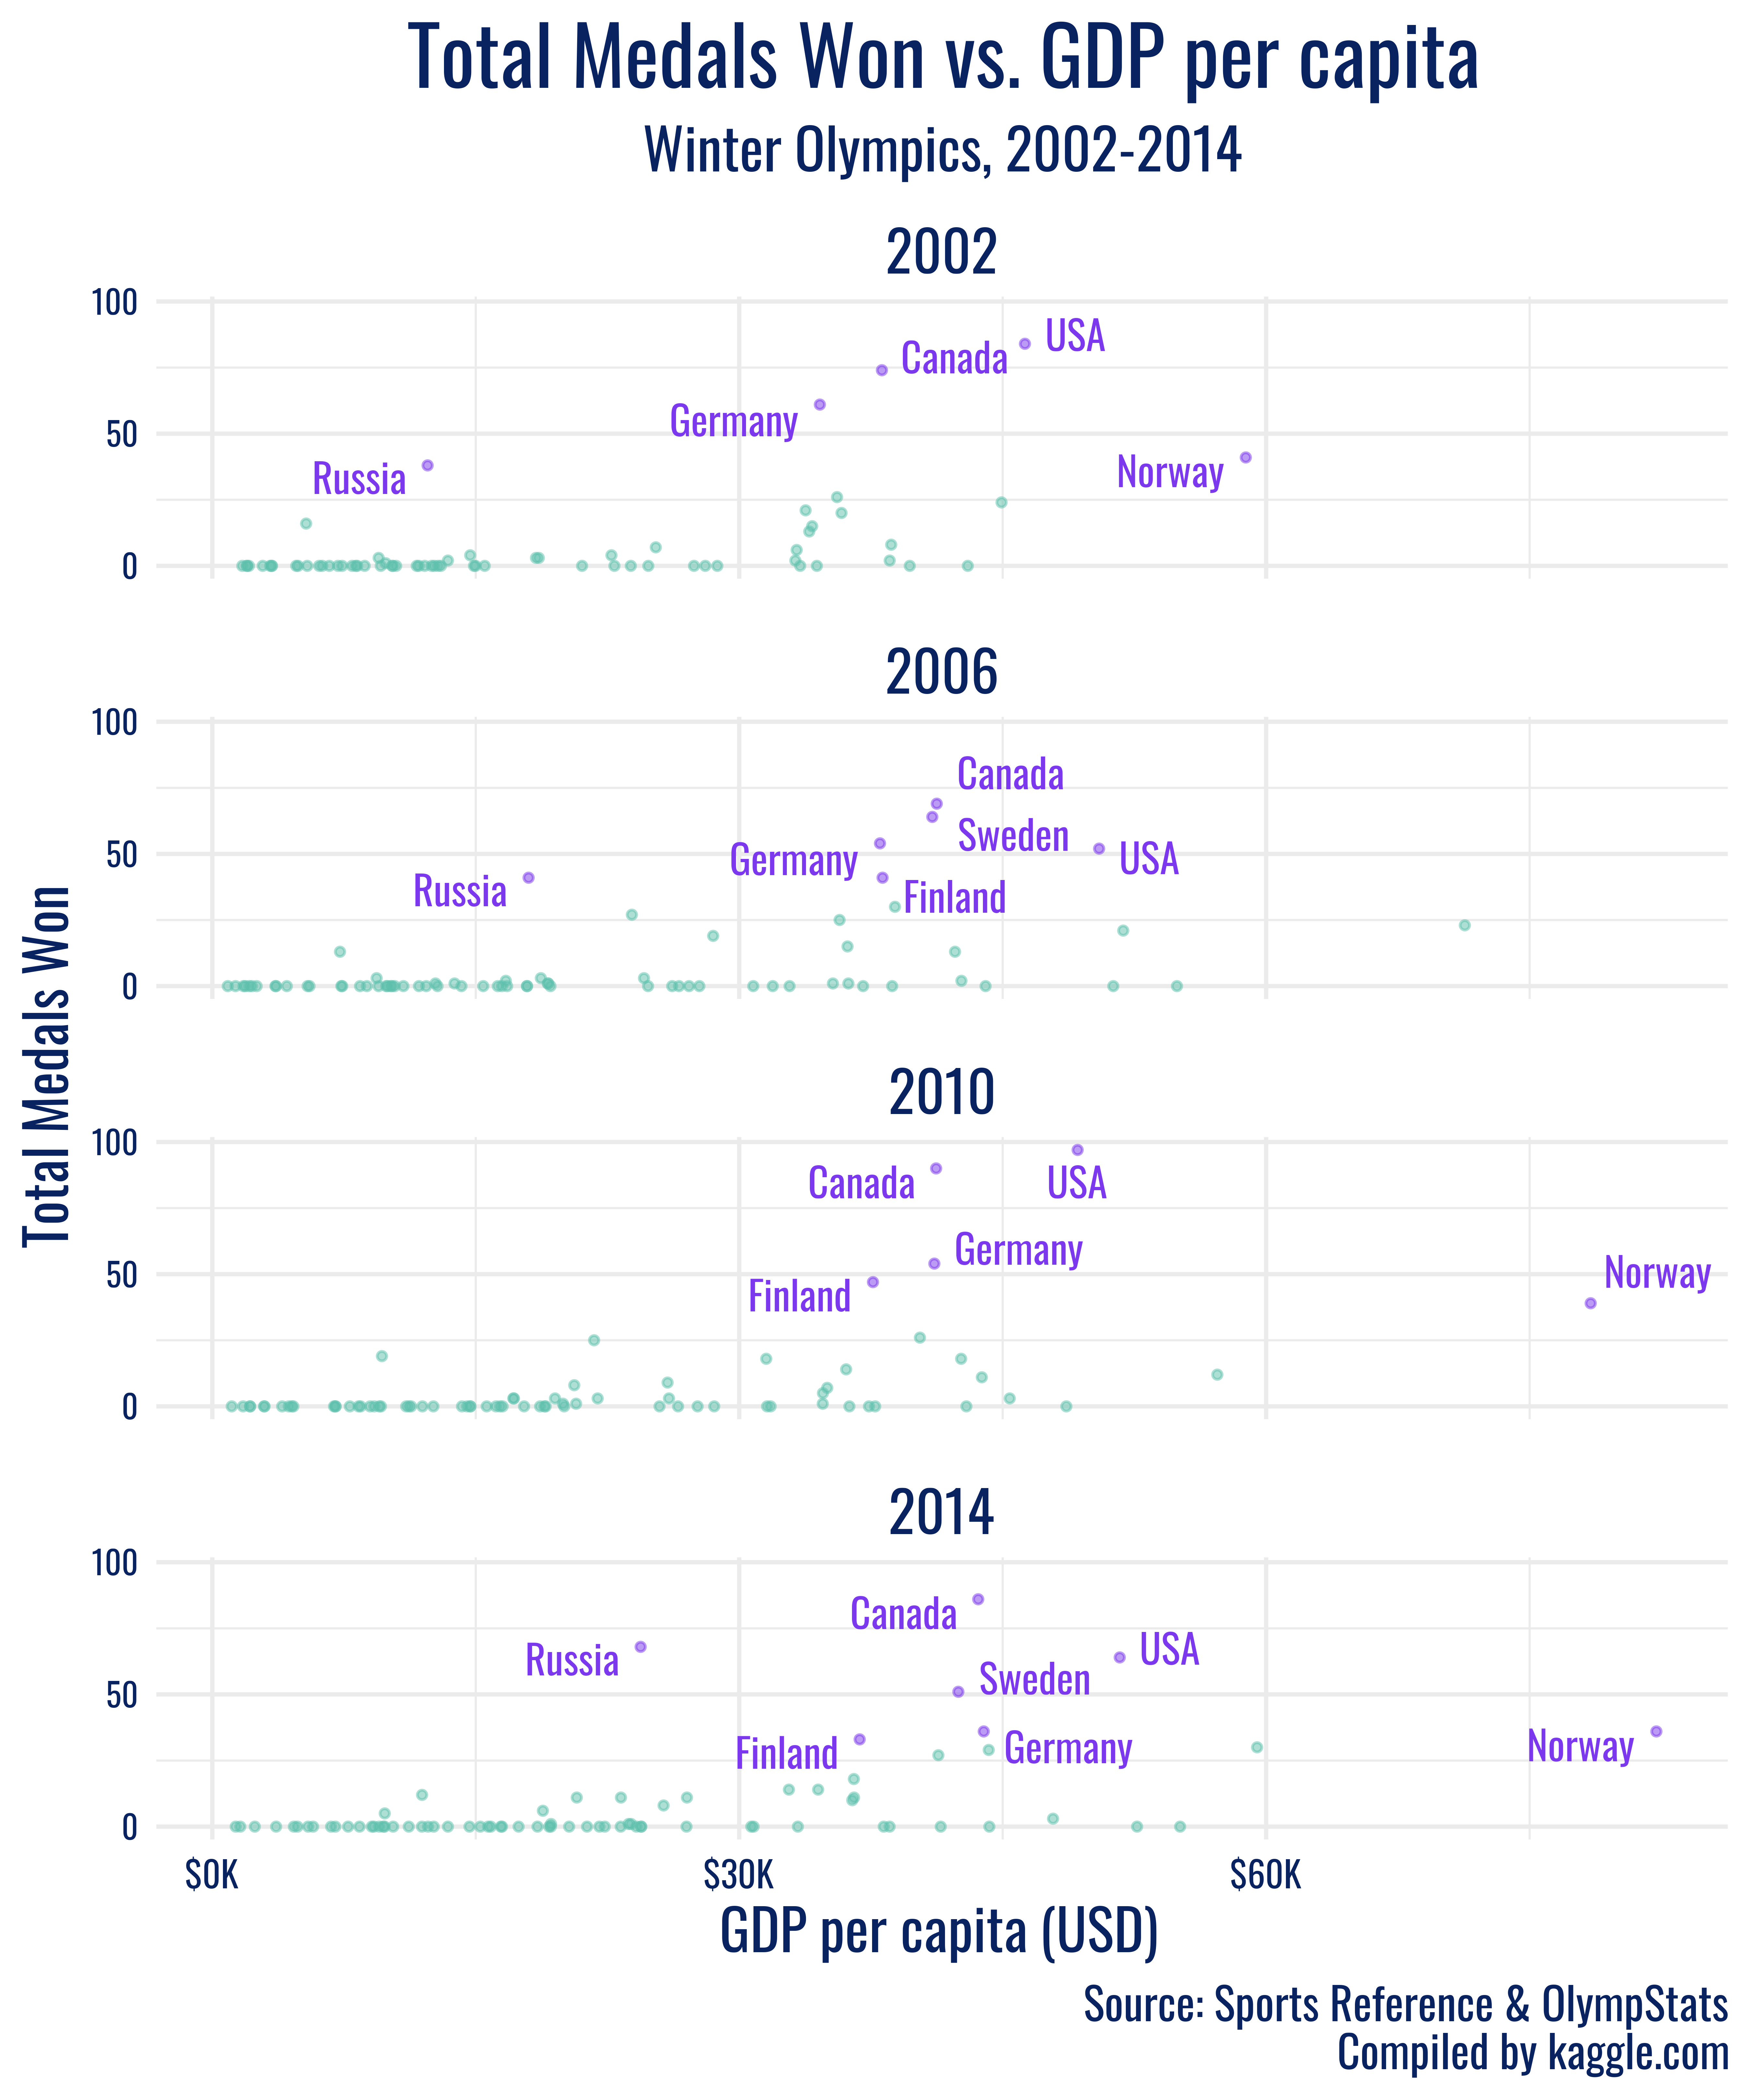 Total Medals Won vs. GDP per capita
Winter Olympics, 2002-2014
2002
100
USA
Canada
Germany
50
Russia
Norway
0
2006
100
Canada
Sweden
50
Germany
USA
Russia
Finland
0
Total Medals Won
2010
100
Canada
USA
Germany
50
Norway
Finland
0
2014
100
Canada
USA
Russia
Sweden
50
Germany
Norway
Finland
0
$0K
$30K
$60K
GDP per capita (USD)
Source: Sports Reference & OlympStats
Compiled by kaggle.com